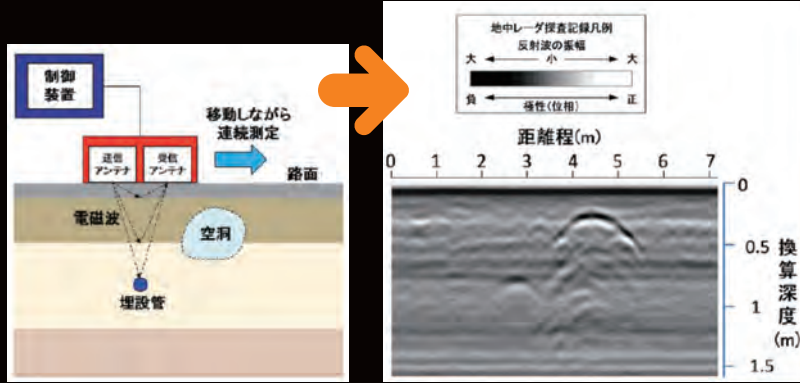 制御
装置
送信
アンテナ
受信
アンテナ
移動しながら
連続測定
路面
電磁波
空洞
埋設管
地中レーダ探査記録凡例
反射波の振幅
大 小 大
負 極性(位相) 正
距離程(m)
0 1 2 3 4 5 6 7
0
0.5
1
1.5
換算深度(m)